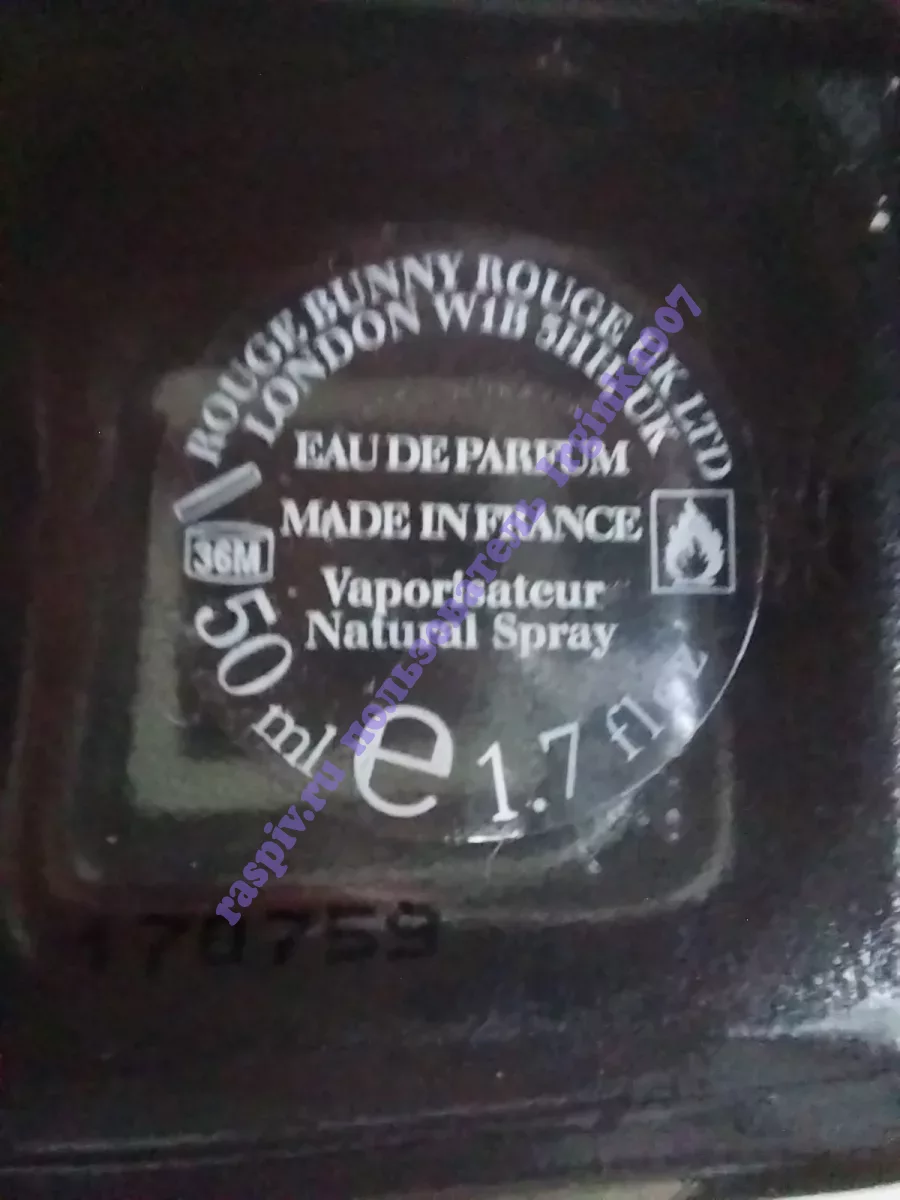 ROUGE BUNNY ROUGE UK LTD
LONDON W1B UK
EAU DE PARFUM
MADE IN FRANCE
36M
Vaporisateur
Natural Spray
50 ml e 1.7 fl oz
170759
raspiv.ru пользователь Irginka907